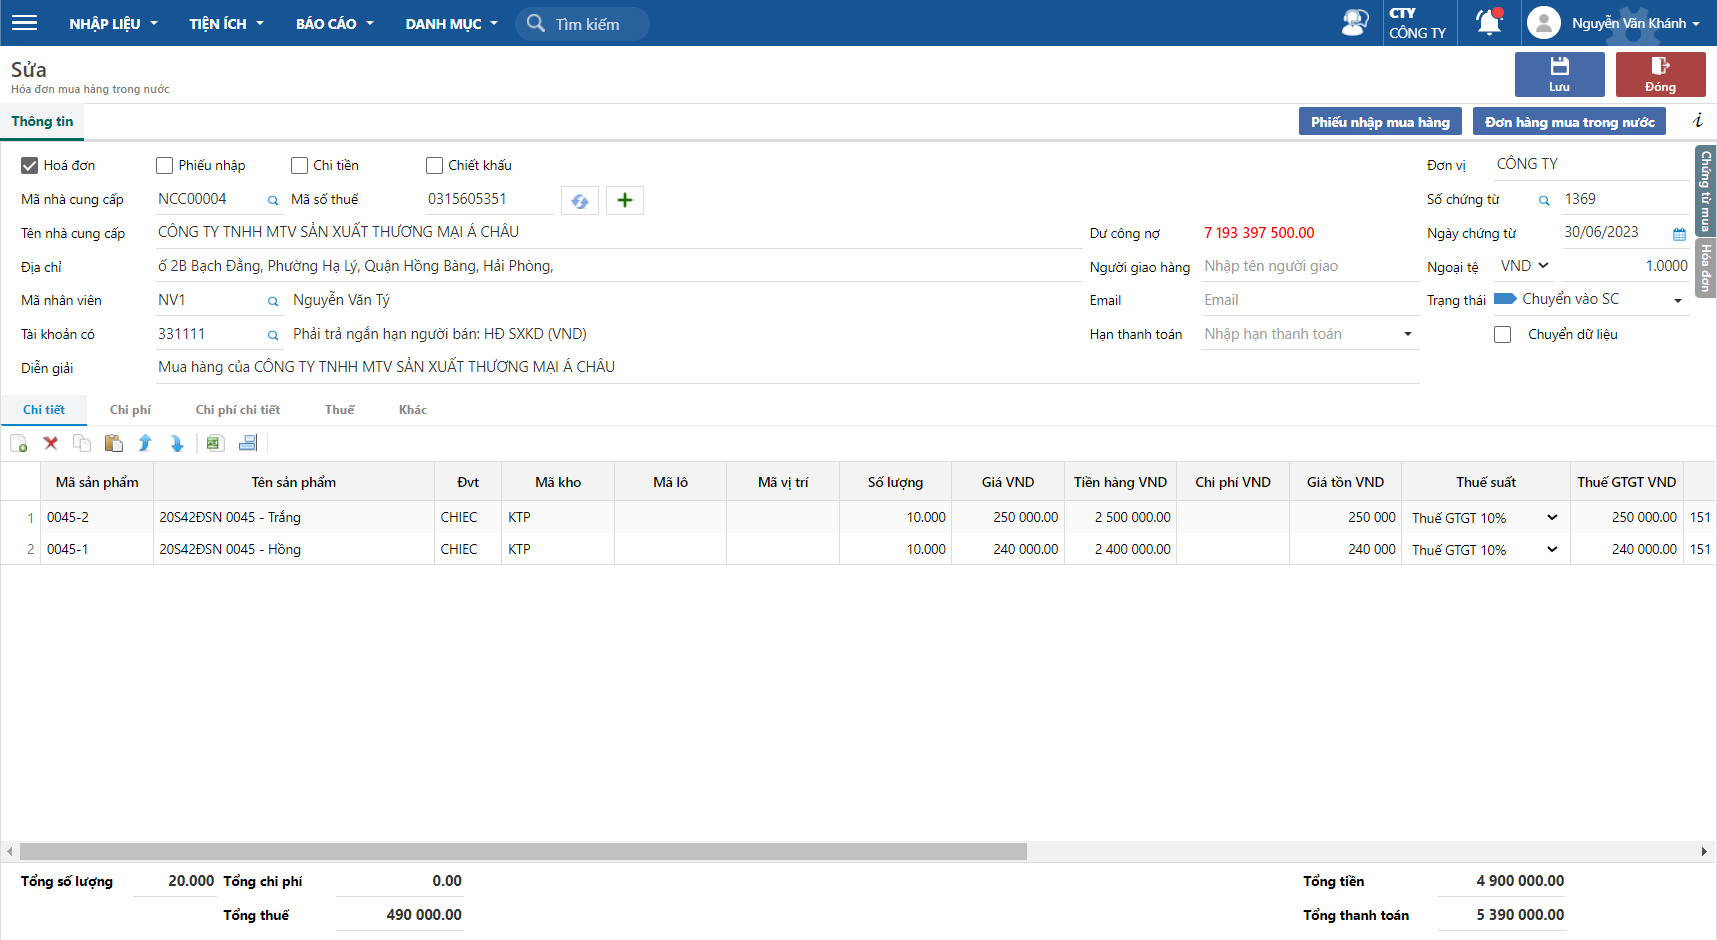 NHẬP LIỆU TIỆN ÍCH BÁO CÁO DANH MỤC Tìm kiếm CTY CÔNG TY Nguyễn Văn Khánh
Sửa
Hóa đơn mua hàng trong nước
Lưu Đóng
Thông tin Phiếu nhập mua hàng Đơn hàng mua trong nước i
Hoá đơn Phiếu nhập Chi tiền Chiết khấu Đơn vị CÔNG TY
Mã nhà cung cấp NCC00004 Mã số thuế 0315605351 Số chứng từ 1369
Tên nhà cung cấp CÔNG TY TNHH MTV SẢN XUẤT THƯƠNG MẠI Á CHÂU Dư công nợ 7 193 397 500.00 Ngày chứng từ 30/06/2023
Địa chỉ ố 2B Bạch Đằng, Phường Hạ Lý, Quận Hồng Bàng, Hải Phòng, Người giao hàng Nhập tên người giao Ngoại tệ VND 1.0000
Mã nhân viên NV1 Nguyễn Văn Tý Email Email Trạng thái Chuyển vào SC
Tài khoản có 331111 Phải trả ngắn hạn người bán: HĐ SXKD (VND) Hạn thanh toán Nhập hạn thanh toán Chuyển dữ liệu
Diễn giải Mua hàng của CÔNG TY TNHH MTV SẢN XUẤT THƯƠNG MẠI Á CHÂU
Chứng từ mua
Hóa đơn
Chi tiết Chi phí Chi phí chi tiết Thuế Khác
Mã sản phẩm Tên sản phẩm Đvt Mã kho Mã lô Mã vị trí Số lượng Giá VND Tiền hàng VND Chi phí VND Giá tồn VND Thuế suất Thuế GTGT VND
1 0045-2 20S42ĐSN 0045 - Trắng CHIEC KTP 10.000 250 000.00 2 500 000.00 250 000 Thuế GTGT 10% 250 000.00 151
2 0045-1 20S42ĐSN 0045 - Hồng CHIEC KTP 10.000 240 000.00 2 400 000.00 240 000 Thuế GTGT 10% 240 000.00 151
Tổng số lượng 20.000 Tổng chi phí 0.00 Tổng tiền 4 900 000.00
Tổng thuế 490 000.00 Tổng thanh toán 5 390 000.00